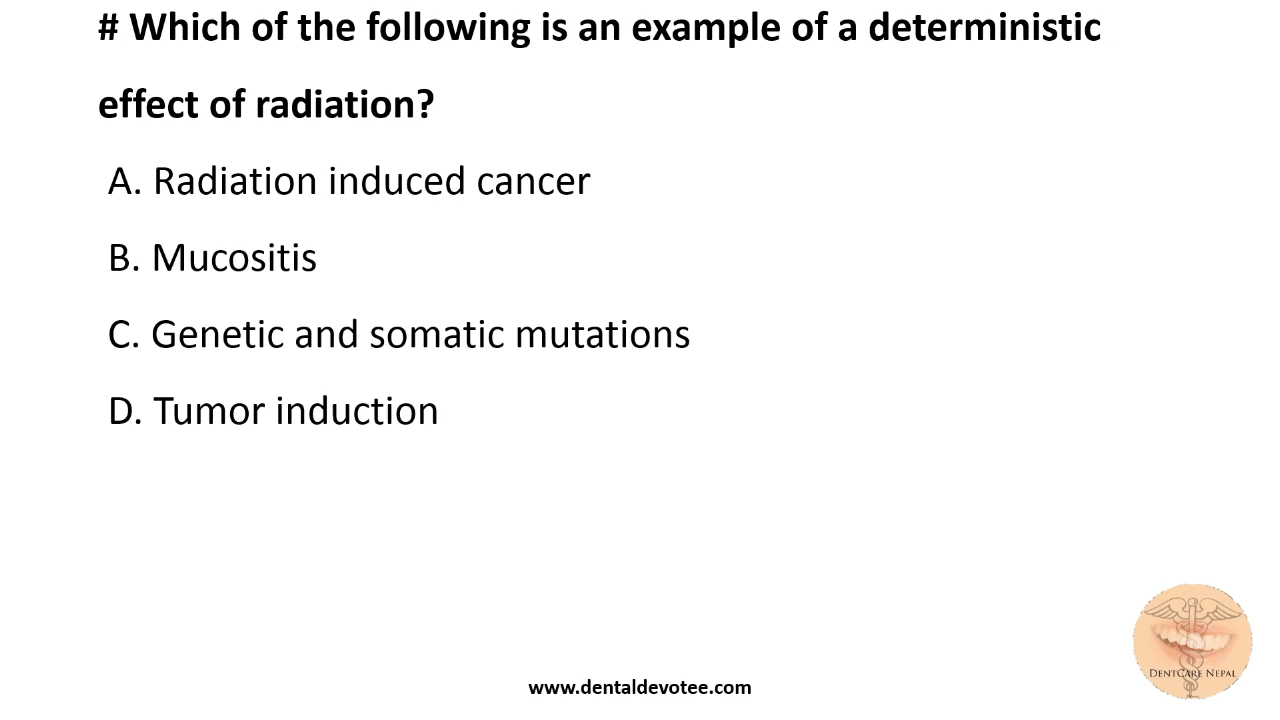 # Which of the following is an example of a deterministic
effect of radiation?
A. Radiation induced cancer
B. Mucositis
C. Genetic and somatic mutations
D. Tumor induction
DENTCARE NEPAL
www.dentaldevotee.com